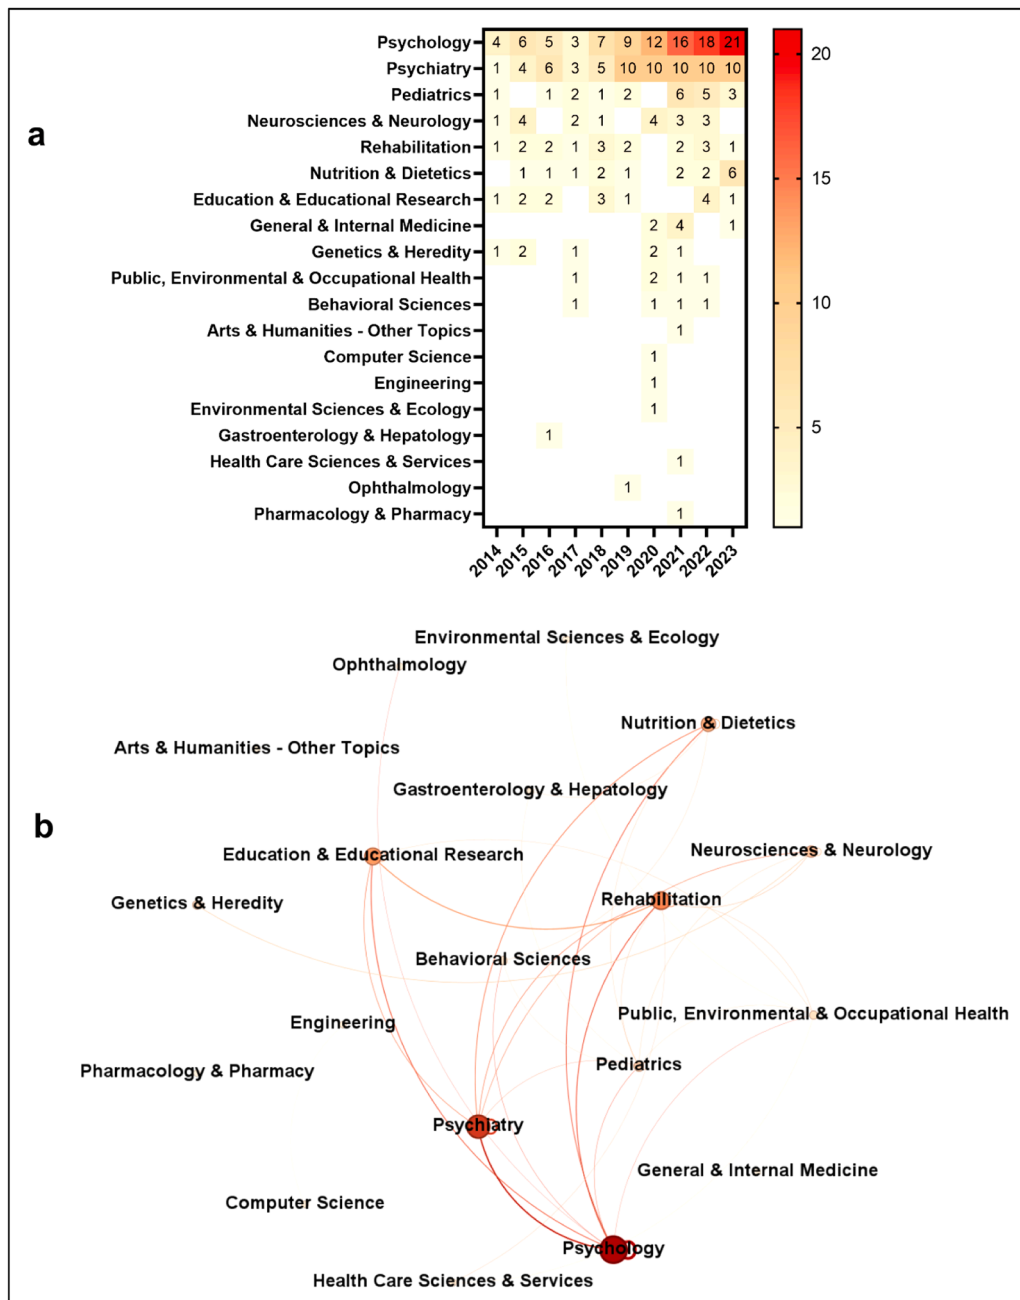 a
Psychology 4 6 5 3 7 9 12 16 18 21
Psychiatry 1 4 6 3 5 10 10 10 10 10
Pediatrics 1 1 2 1 2 6 5 3
Neurosciences & Neurology 1 4 2 1 4 3 3
Rehabilitation 1 2 2 1 3 2 2 3 1
Nutrition & Dietetics 1 1 1 2 1 2 2 6
Education & Educational Research 1 2 2 3 1 4 1
General & Internal Medicine 2 4 1
Genetics & Heredity 1 2 1 2 1
Public, Environmental & Occupational Health 1 2 1 1
Behavioral Sciences 1 1 1 1
Arts & Humanities - Other Topics 1
Computer Science 1
Engineering 1
Environmental Sciences & Ecology 1
Gastroenterology & Hepatology 1
Health Care Sciences & Services 1
Ophthalmology 1
Pharmacology & Pharmacy 1
2014 2015 2016 2017 2018 2019 2020 2021 2022 2023
20
15
10
5
b
Environmental Sciences & Ecology
Ophthalmology
Nutrition & Dietetics
Arts & Humanities - Other Topics
Gastroenterology & Hepatology
Education & Educational Research
Neurosciences & Neurology
Genetics & Heredity
Rehabilitation
Behavioral Sciences
Engineering
Public, Environmental & Occupational Health
Pharmacology & Pharmacy
Pediatrics
Psychiatry
General & Internal Medicine
Computer Science
Psychology
Health Care Sciences & Services